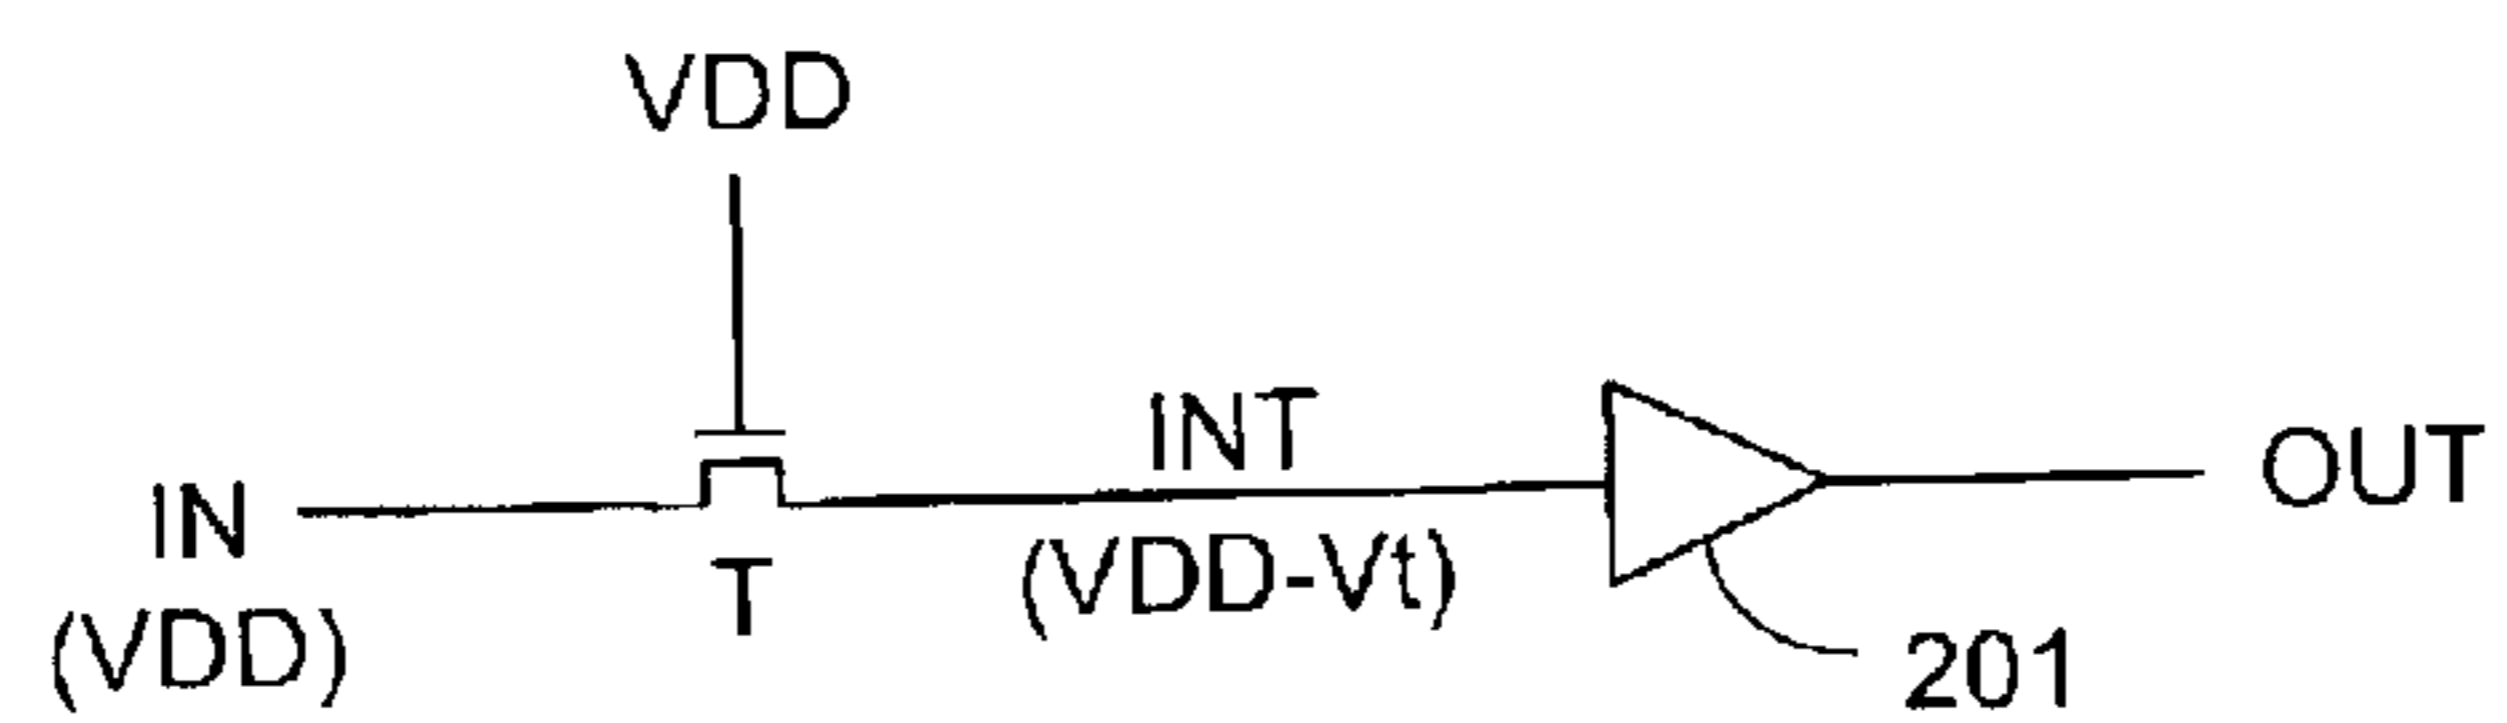 VDD
IN
(VDD)
T
INT
(VDD-Vt)
201
OUT